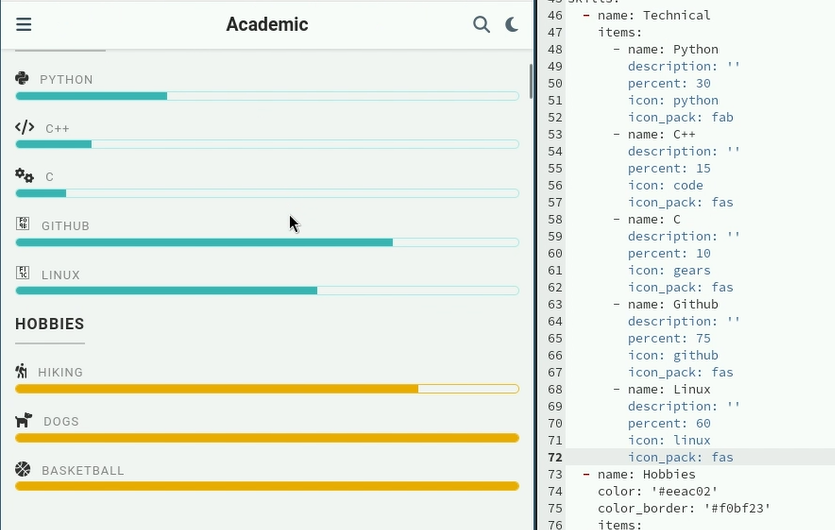 Academic
PYTHON
C++
C
GITHUB
LINUX
HOBBIES
HIKING
DOGS
BASKETBALL
46 - name: Technical
47 items:
48 - name: Python
49 description: ''
50 percent: 30
51 icon: python
52 icon_pack: fab
53 - name: C++
54 description: ''
55 percent: 15
56 icon: code
57 icon_pack: fas
58 - name: C
59 description: ''
60 percent: 10
61 icon: gears
62 icon_pack: fas
63 - name: Github
64 description: ''
65 percent: 75
66 icon: github
67 icon_pack: fas
68 - name: Linux
69 description: ''
70 percent: 60
71 icon: linux
72 icon_pack: fas
73 - name: Hobbies
74 color: '#eeac02'
75 color_border: '#f0bf23'
76 items: